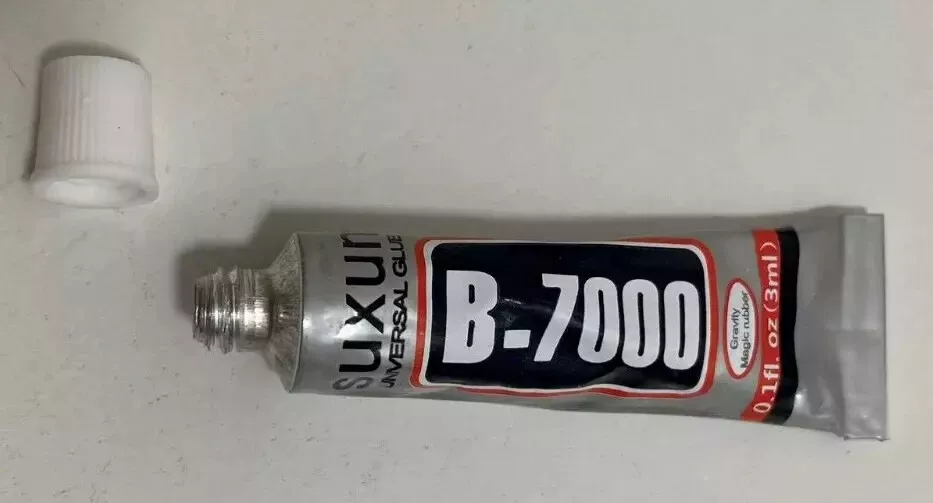 suxun
UNIVERSAL GLUE
B-7000
Gravity
Magic rubber
0.1fl. oz (3ml)